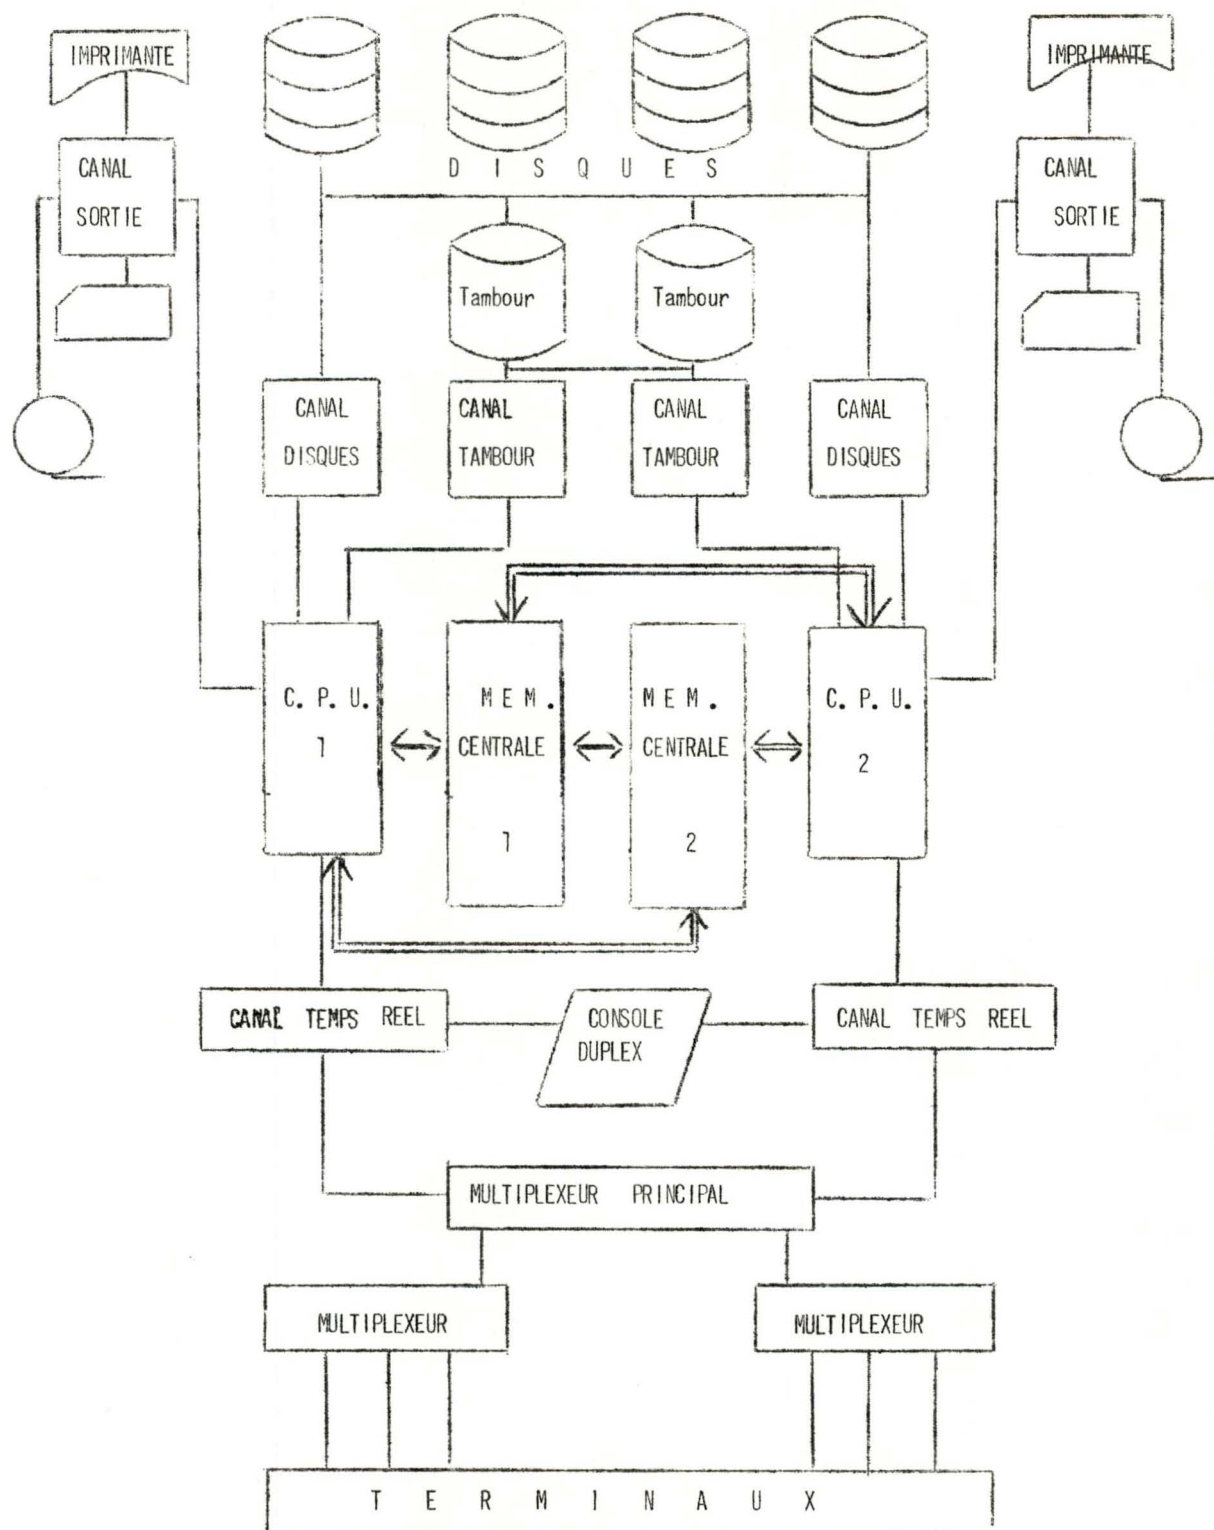 IMPRIMANTE
IMPRIMANTE
CANAL
SORTIE
D I S Q U E S
CANAL
SORTIE
Tambour
Tambour
CANAL
DISQUES
CANAL
TAMBOUR
CANAL
TAMBOUR
CANAL
DISQUES
C. P. U.
1
M E M.
CENTRALE
1
M E M.
CENTRALE
2
C. P. U.
2
CANAL TEMPS REEL
CONSOLE
DUPLEX
CANAL TEMPS REEL
MULTIPLEXEUR PRINCIPAL
MULTIPLEXEUR
MULTIPLEXEUR
T E R M I N A U X